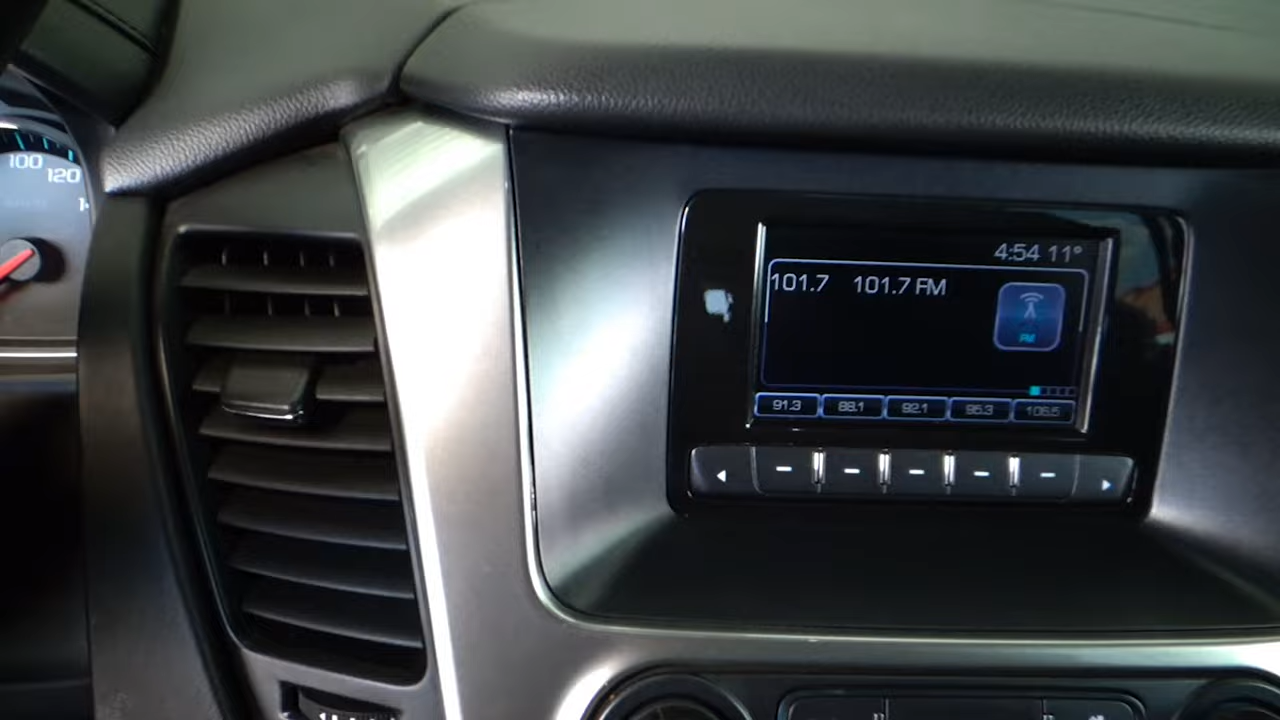 100
120
4:54 11°
101.7 101.7 FM
FM
91.3 88.1 92.1 95.3 106.5